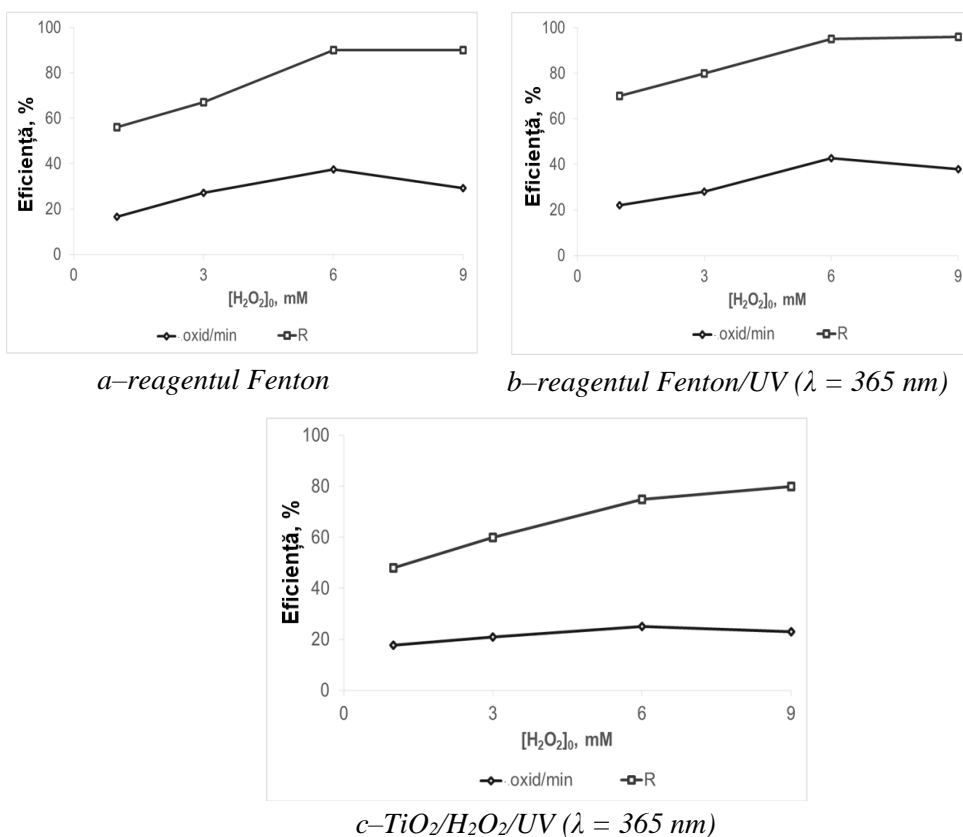 100
80
60
40
20
0
Eficiență, %
0 3 6 9
[H₂O₂]₀, mM
oxid/min R
a–reagentul Fenton
100
80
60
40
20
0
Eficiență, %
0 3 6 9
[H₂O₂]₀, mM
oxid/min R
b–reagentul Fenton/UV (λ = 365 nm)
100
80
60
40
20
0
Eficiență, %
0 3 6 9
[H₂O₂]₀, mM
oxid/min R
c–TiO₂/H₂O₂/UV (λ = 365 nm)